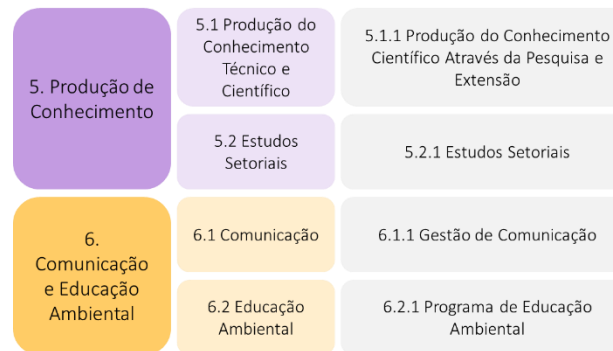 5. Produção de
Conhecimento
5.1 Produção do
Conhecimento
Técnico e
Científico
5.1.1 Produção do Conhecimento
Científico Através da Pesquisa e
Extensão
5.2 Estudos
Setoriais
5.2.1 Estudos Setoriais
6.
Comunicação
e Educação
Ambiental
6.1 Comunicação
6.1.1 Gestão de Comunicação
6.2 Educação
Ambiental
6.2.1 Programa de Educação
Ambiental